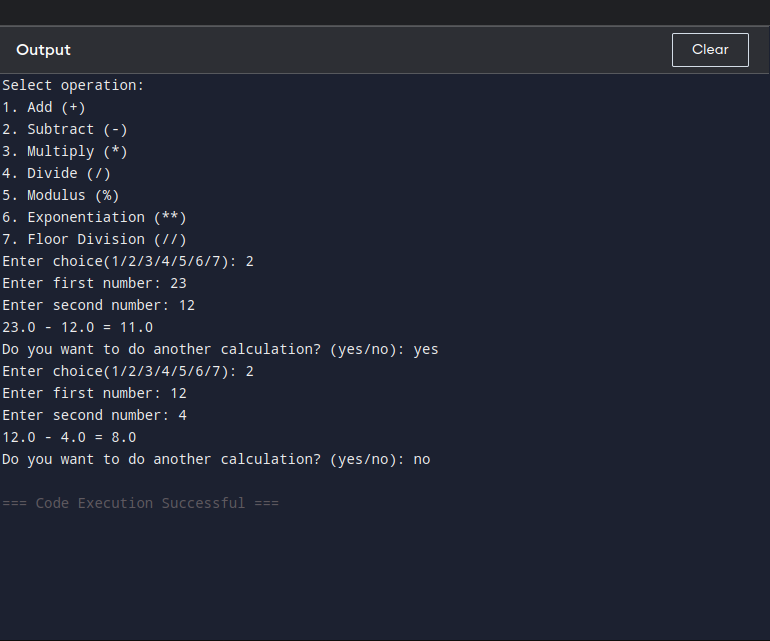 Output
Clear
Select operation:
1. Add (+)
2. Subtract (-)
3. Multiply (*)
4. Divide (/)
5. Modulus (%)
6. Exponentiation (**)
7. Floor Division (//)
Enter choice(1/2/3/4/5/6/7): 2
Enter first number: 23
Enter second number: 12
23.0 - 12.0 = 11.0
Do you want to do another calculation? (yes/no): yes
Enter choice(1/2/3/4/5/6/7): 2
Enter first number: 12
Enter second number: 4
12.0 - 4.0 = 8.0
Do you want to do another calculation? (yes/no): no
=== Code Execution Successful ===